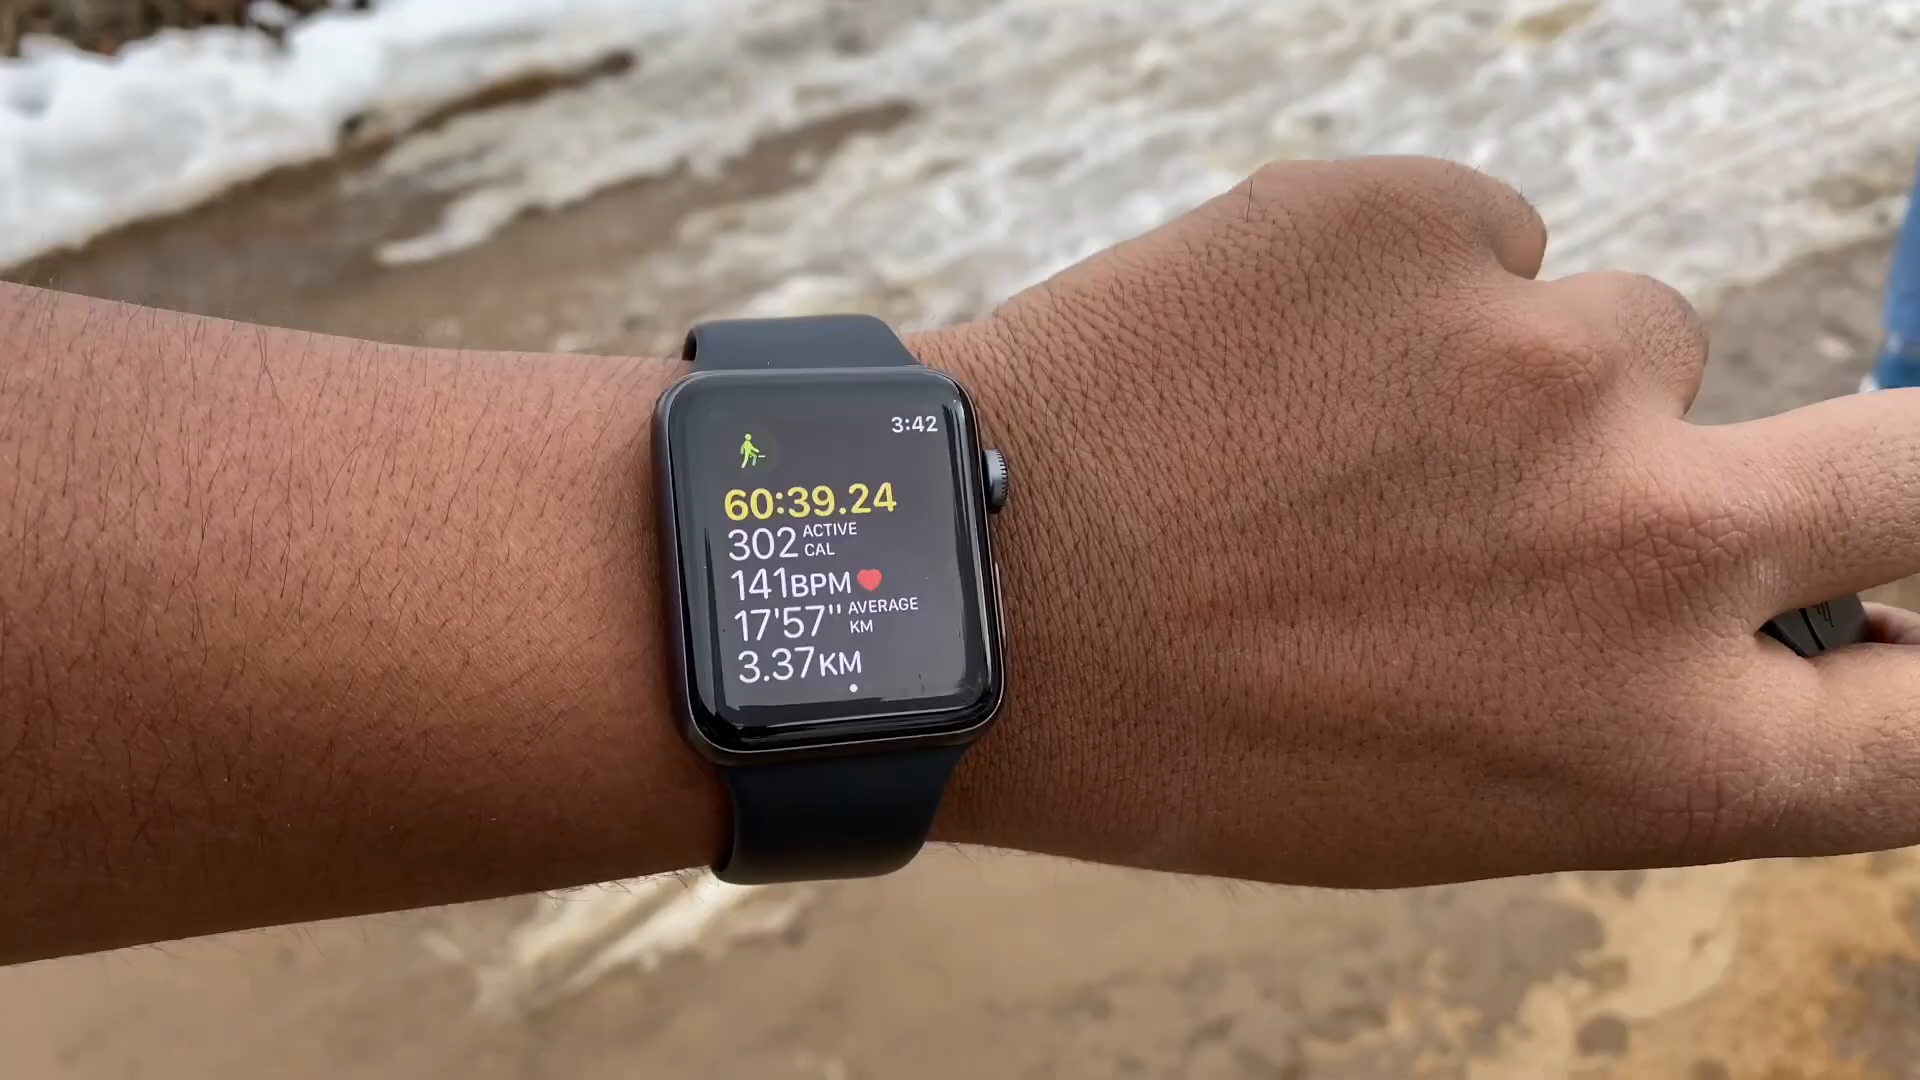 3:42
60:39.24
302 ACTIVE CAL
141BPM
17'57" AVERAGE KM
3.37KM